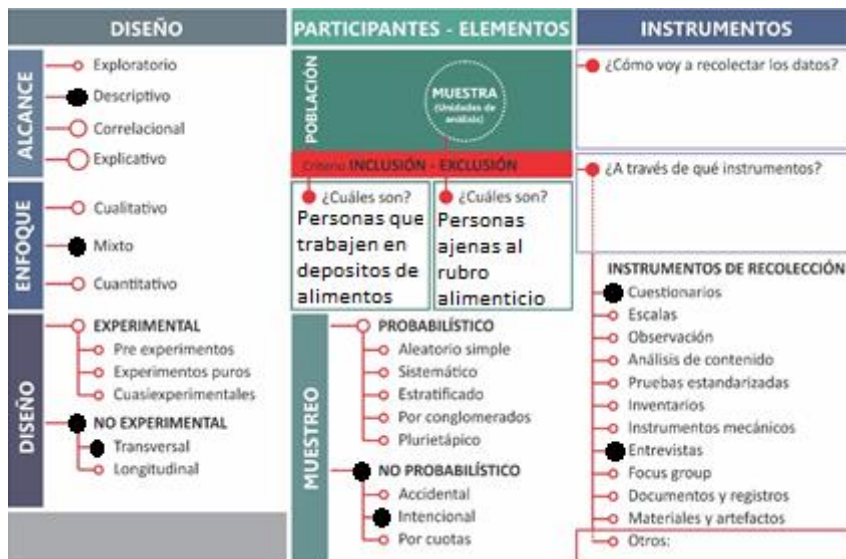 DISEÑO
ALCANCE
Exploratorio
Descriptivo
Correlacional
Explicativo
ENFOQUE
Cualitativo
Mixto
Cuantitativo
DISEÑO
EXPERIMENTAL
Pre experimentos
Experimentos puros
Cuasiexperimentales
NO EXPERIMENTAL
Transversal
Longitudinal
PARTICIPANTES - ELEMENTOS
POBLACIÓN
MUESTRA
(Unidades de
análisis)
Criterio INCLUSIÓN - EXCLUSIÓN
¿Cuáles son?
Personas que
trabajen en
depositos de
alimentos
¿Cuáles son?
Personas
ajenas al
rubro
alimenticio
MUESTREO
PROBABILÍSTICO
Aleatorio simple
Sistemático
Estratificado
Por conglomerados
Plurietápico
NO PROBABILÍSTICO
Accidental
Intencional
Por cuotas
INSTRUMENTOS
¿Cómo voy a recolectar los datos?
¿A través de qué instrumentos?
INSTRUMENTOS DE RECOLECCIÓN
Cuestionarios
Escalas
Observación
Análisis de contenido
Pruebas estandarizadas
Inventarios
Instrumentos mecánicos
Entrevistas
Focus group
Documentos y registros
Materiales y artefactos
Otros: